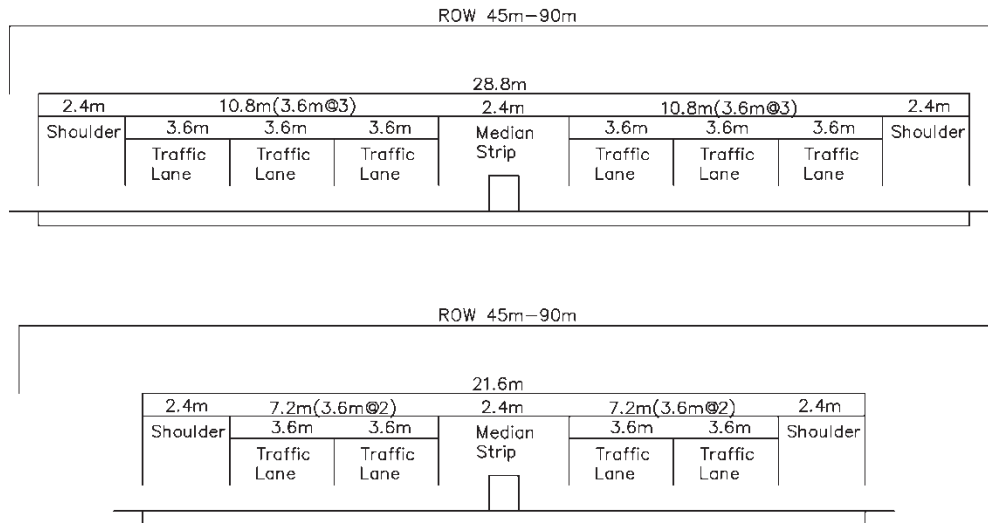 ROW 45m-90m
28.8m
2.4m 10.8m(3.6m@3) 2.4m 10.8m(3.6m@3) 2.4m
Shoulder 3.6m 3.6m 3.6m Median Strip 3.6m 3.6m 3.6m Shoulder
Traffic Lane Traffic Lane Traffic Lane Traffic Lane Traffic Lane Traffic Lane
ROW 45m-90m
21.6m
2.4m 7.2m(3.6m@2) 2.4m 7.2m(3.6m@2) 2.4m
Shoulder 3.6m 3.6m Median Strip 3.6m 3.6m Shoulder
Traffic Lane Traffic Lane Traffic Lane Traffic Lane